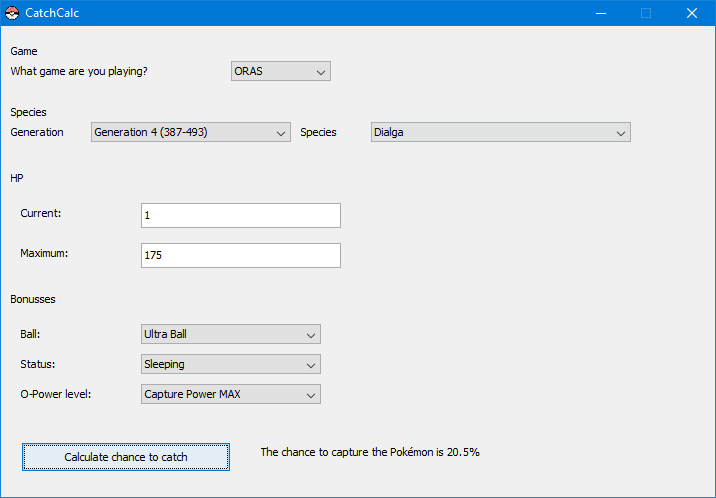 CatchCalc
Game
What game are you playing? ORAS
Species
Generation Generation 4 (387-493) Species Dialga
HP
Current: 1
Maximum: 175
Bonusses
Ball: Ultra Ball
Status: Sleeping
O-Power level: Capture Power MAX
Calculate chance to catch The chance to capture the Pokémon is 20.5%